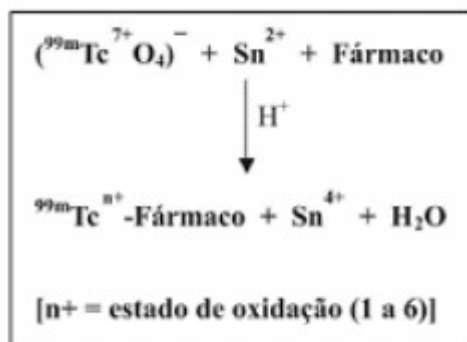 (⁹⁹ᵐTc⁷⁺O₄)⁻ + Sn²⁺ + Fármaco
H⁺
⁹⁹ᵐTcⁿ⁺-Fármaco + Sn⁴⁺ + H₂O
[n+ = estado de oxidação (1 a 6)]